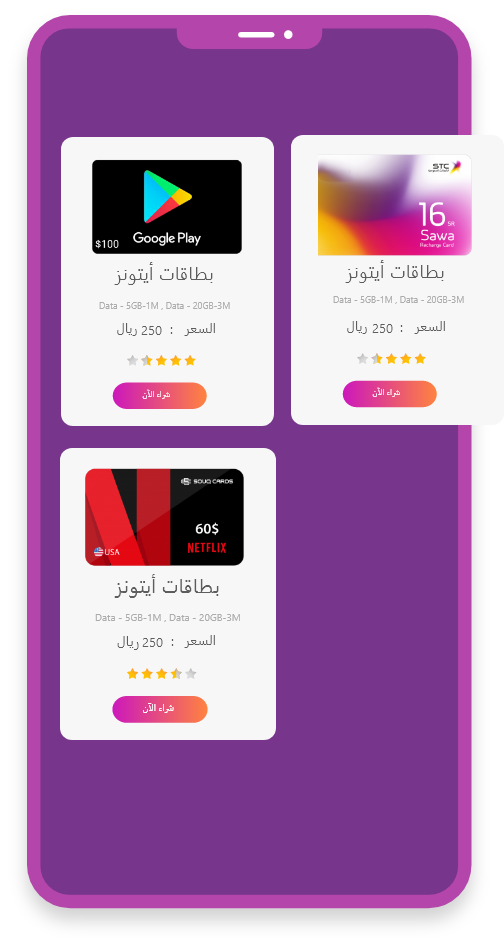 $100
Google Play
بطاقات أيتونز
Data - 5GB-1M , Data - 20GB-3M
السعر : 250 ريال
شراء الآن
STC
16 SR
Sawa
Recharge Card
بطاقات أيتونز
Data - 5GB-1M , Data - 20GB-3M
السعر : 250 ريال
شراء الآن
SOUQ CARDS
60$
USA
NETFLIX
بطاقات أيتونز
Data - 5GB-1M , Data - 20GB-3M
السعر : 250 ريال
شراء الآن